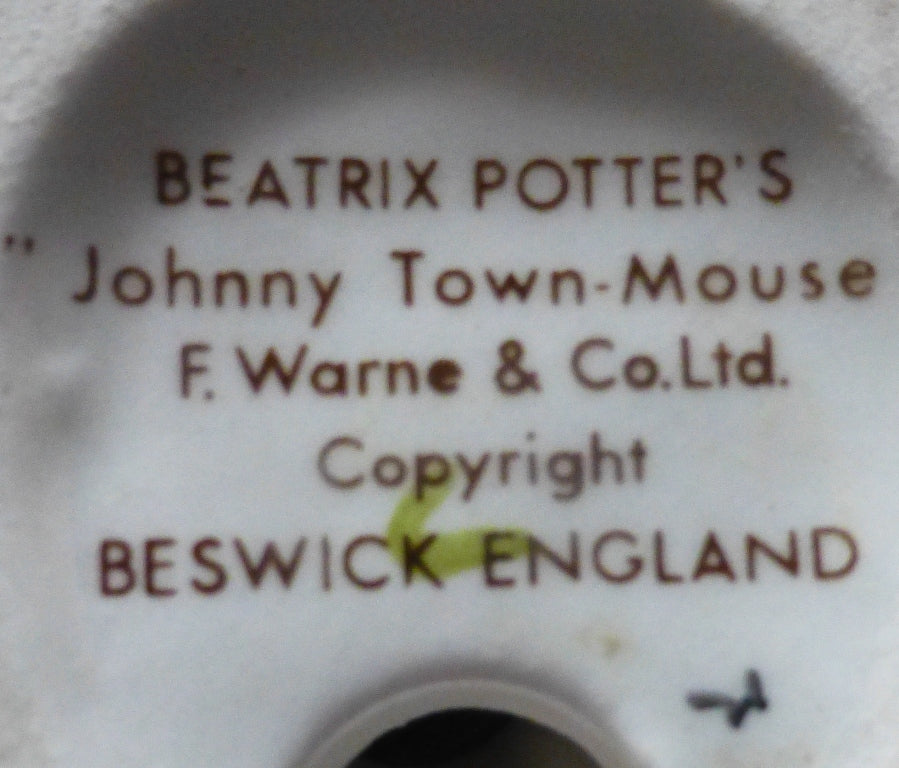 BEATRIX POTTER'S
" Johnny Town-Mouse
F. Warne & Co.Ltd.
Copyright
BESWICK ENGLAND